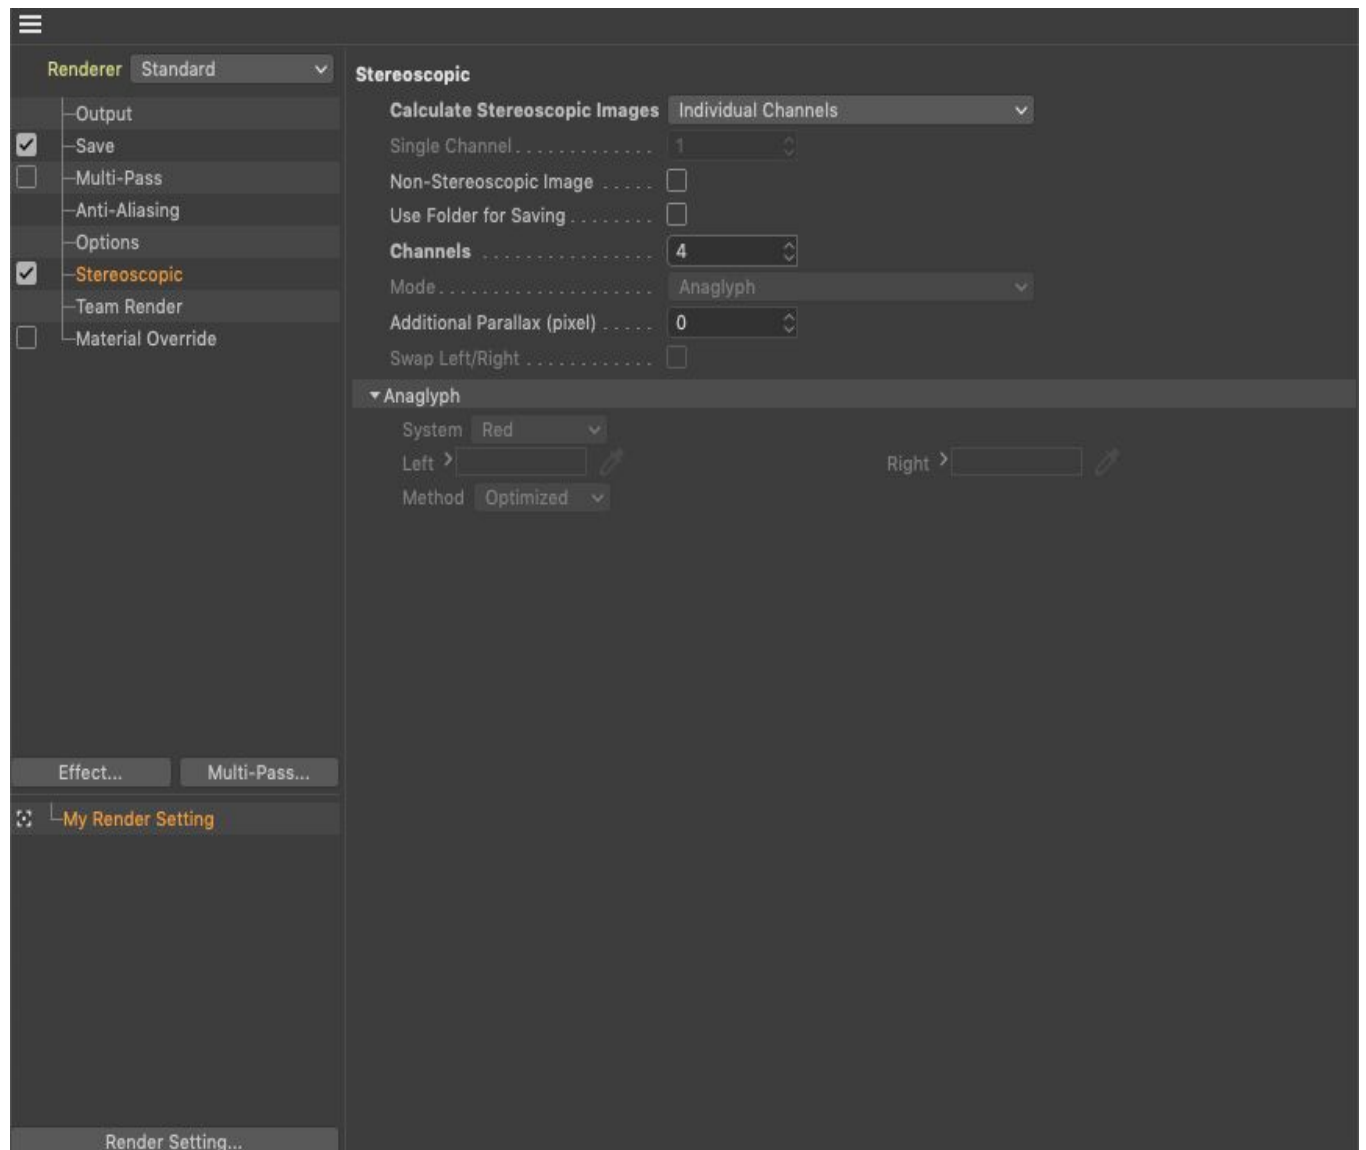 Renderer Standard
Output
Save
Multi-Pass
Anti-Aliasing
Options
Stereoscopic
Team Render
Material Override
Effect... Multi-Pass...
My Render Setting
Render Setting...
Stereoscopic
Calculate Stereoscopic Images Individual Channels
Single Channel............. 1
Non-Stereoscopic Image .....
Use Folder for Saving ........
Channels ................ 4
Mode.................... Anaglyph
Additional Parallax (pixel) ..... 0
Swap Left/Right ............
Anaglyph
System Red
Left Right
Method Optimized